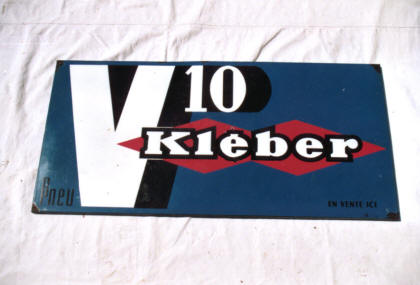 V10
Kléber
Pneu
EN VENTE ICI